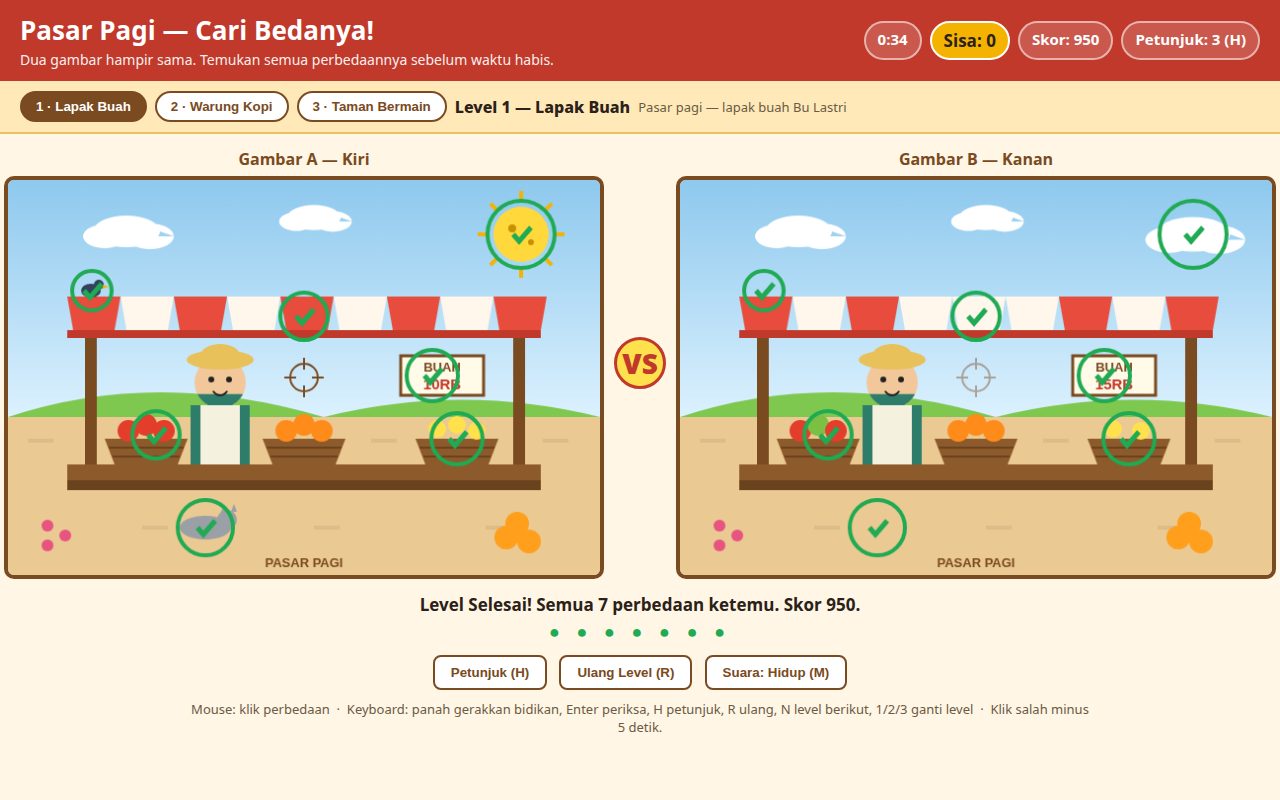 Pasar Pagi — Cari Bedanya!
Dua gambar hampir sama. Temukan semua perbedaannya sebelum waktu habis.
0:34
Sisa: 0
Skor: 950
Petunjuk: 3 (H)
1 · Lapak Buah
2 · Warung Kopi
3 · Taman Bermain
Level 1 — Lapak Buah
Pasar pagi — lapak buah Bu Lastri
Gambar A — Kiri
BUAH
10RB
PASAR PAGI
VS
Gambar B — Kanan
BUAH
15RB
PASAR PAGI
Level Selesai! Semua 7 perbedaan ketemu. Skor 950.
Petunjuk (H)
Ulang Level (R)
Suara: Hidup (M)
Mouse: klik perbedaan · Keyboard: panah gerakkan bidikan, Enter periksa, H petunjuk, R ulang, N level berikut, 1/2/3 ganti level · Klik salah minus
5 detik.